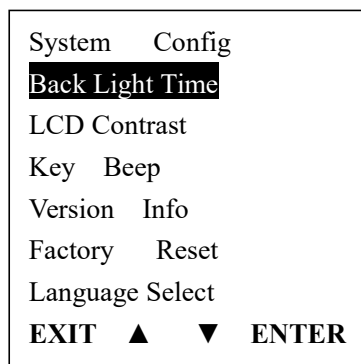 System Config
Back Light Time
LCD Contrast
Key Beep
Version Info
Factory Reset
Language Select
EXIT ▲ ▼ ENTER